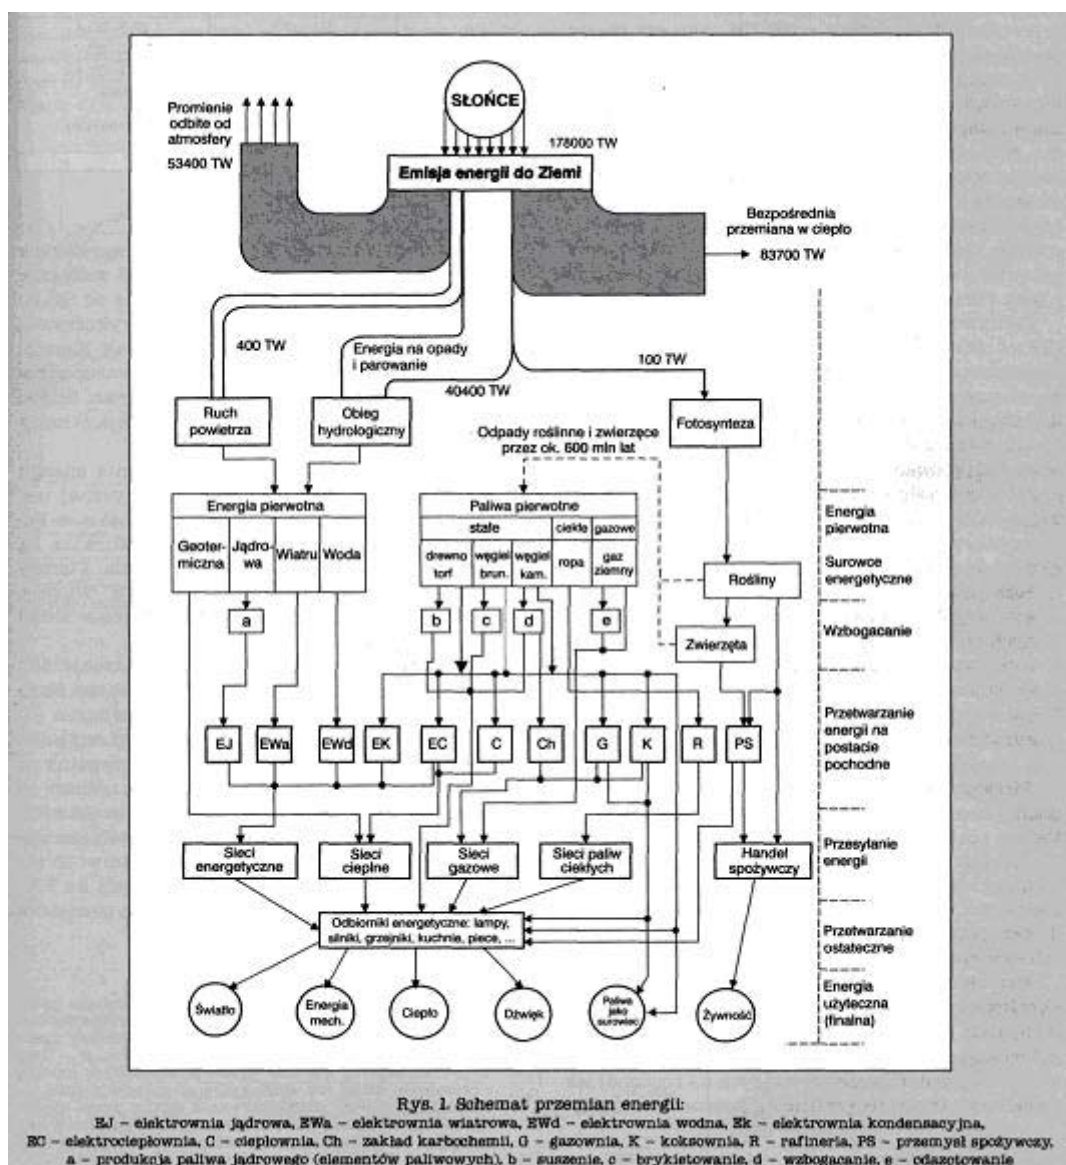 SŁOŃCE
Promienie
odbite od
atmosfery
53400 TW
178000 TW
Emisja energii do Ziemi
Bezpośrednia
przemiana w ciepło
83700 TW
400 TW
Energia na opady
i parowanie
100 TW
40400 TW
Ruch
powietrza
Obieg
hydrologiczny
Fotosynteza
Odpady roślinne i zwierzęce
przez ok. 600 mln lat
Energia pierwotna
Geoter-
miczna
Jądro-
wa
Wiatru
Woda
Paliwa pierwotne
stałe
ciekłe
gazowe
drewno
torf
węgiel
brun.
węgiel
kam.
ropa
gaz
ziemny
Energia
pierwotna
Surowce
energetyczne
Rośliny
a
b
c
d
e
Wzbogacanie
Zwierzęta
EJ
EWa
EWd
EK
EC
C
Ch
G
K
R
PS
Przetwarzanie
energii na
postacie
pochodne
Sieci
energetyczne
Sieci
cieplne
Sieci
gazowe
Sieci paliw
ciekłych
Handel
spożywczy
Przesyłanie
energii
Odbiorniki energetyczne: lampy,
silniki, grzejniki, kuchnie, piece, ...
Przetwarzanie
ostateczne
Światło
Energia
mech.
Ciepło
Dźwięk
Paliwa
jako
surowiec
Żywność
Energia
użyteczna
(finalna)
Rys. 1. Schemat przemian energii:
EJ – elektrownia jądrowa, EWa – elektrownia wiatrowa, EWd – elektrownia wodna, Ek – elektrownia kondensacyjna,
EC – elektrociepłownia, C – ciepłownia, Ch – zakład karbochemii, G – gazownia, K – koksownia, R – rafineria, PS – przemysł spożywczy,
a – produkcja paliwa jądrowego (elementów paliwowych), b – suszenie, c – brykietowanie, d – wzbogacanie, e – odazotowanie